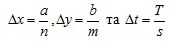 Δx = a/n, Δy = b/m та Δt = T/s